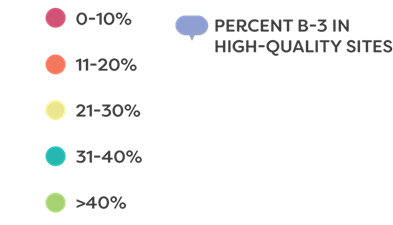 0-10%
11-20%
21-30%
31-40%
>40%
PERCENT B-3 IN
HIGH-QUALITY SITES